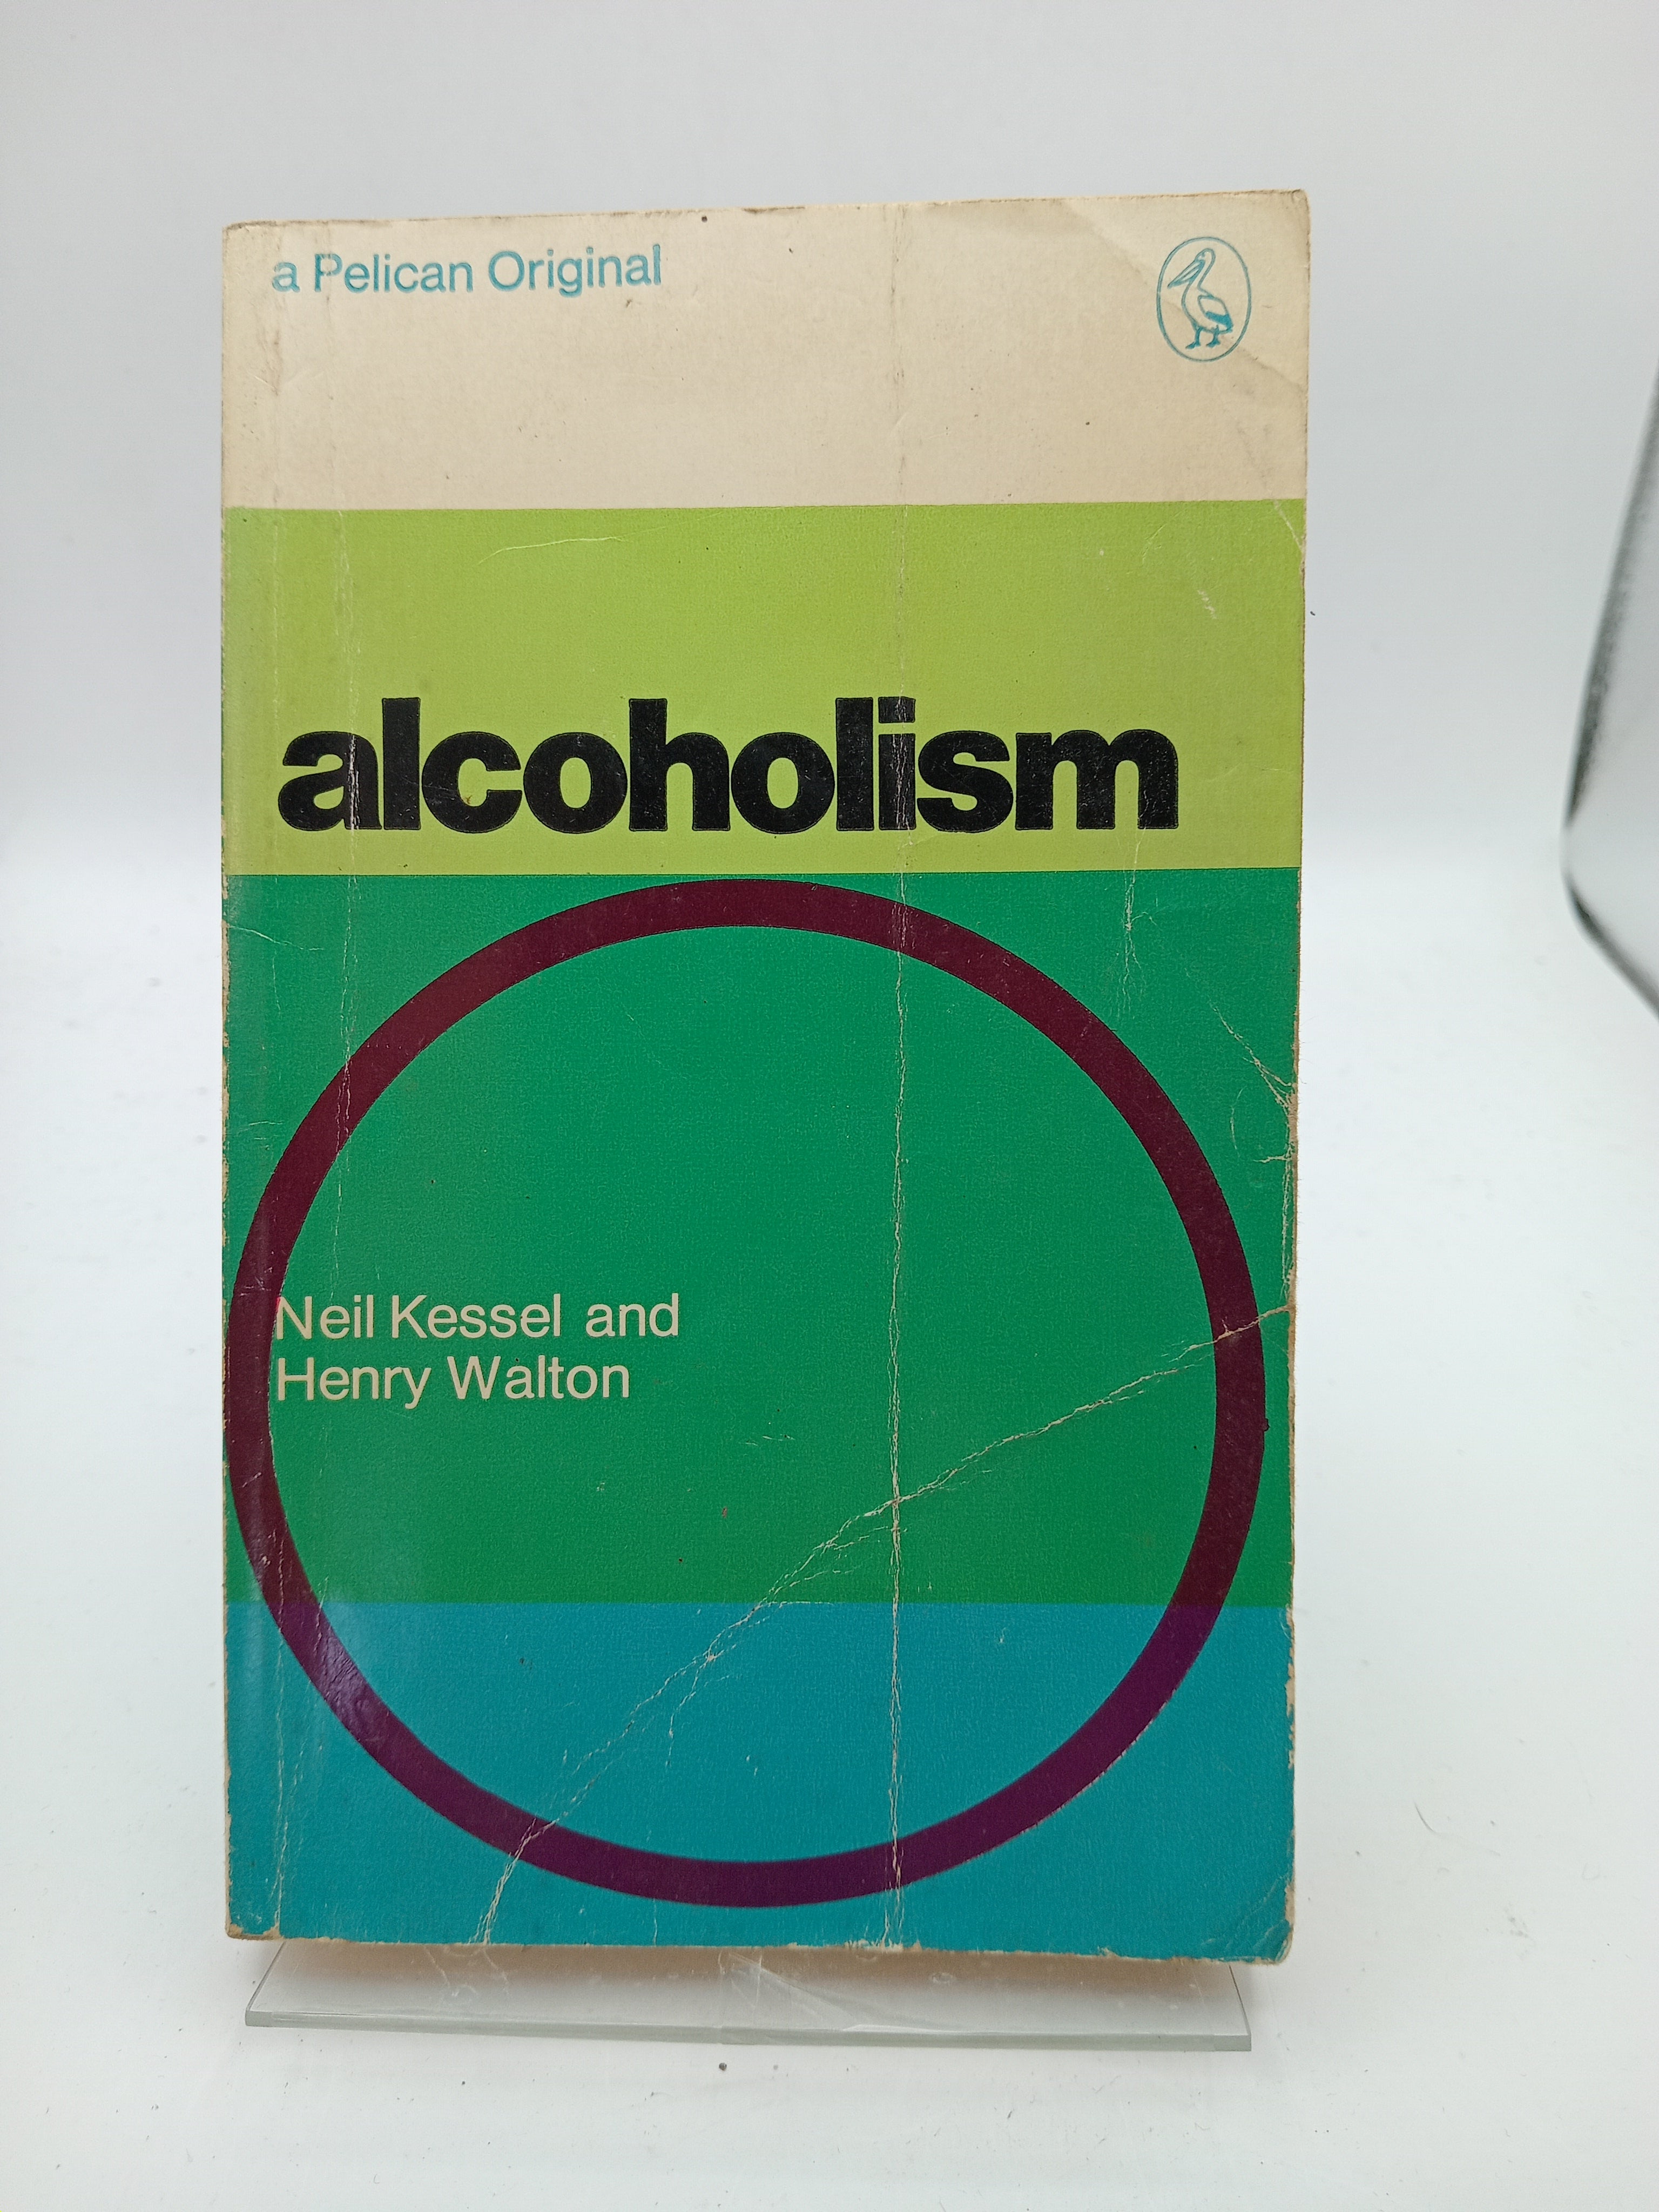 a Pelican Original
alcoholism
Neil Kessel and
Henry Walton